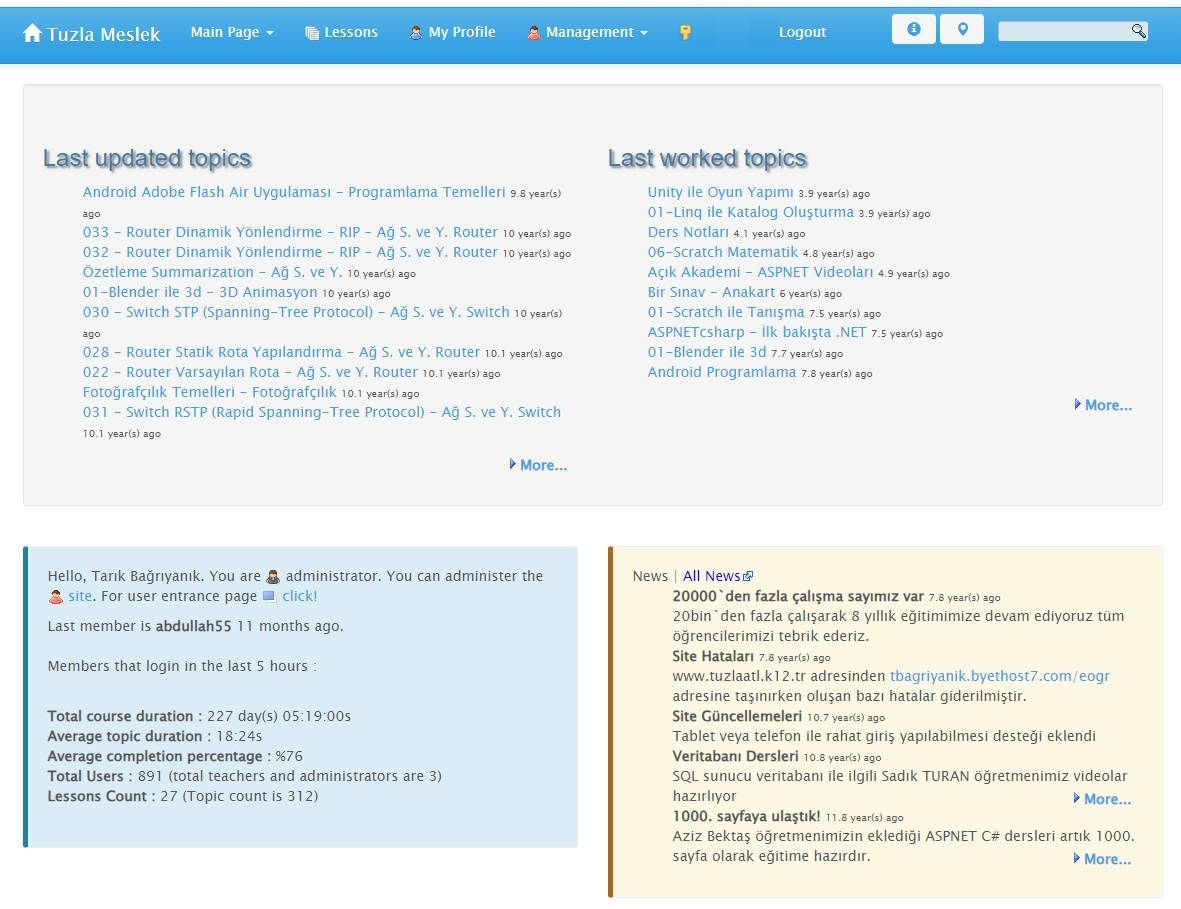 Tuzla Meslek Main Page Lessons My Profile Management Logout
Last updated topics
Android Adobe Flash Air Uygulaması - Programlama Temelleri 9.8 year(s)
ago
033 - Router Dinamik Yönlendirme - RIP - Ağ S. ve Y. Router 10 year(s) ago
032 - Router Dinamik Yönlendirme - RIP - Ağ S. ve Y. Router 10 year(s) ago
Özetleme Summarization - Ağ S. ve Y. 10 year(s) ago
01-Blender ile 3d - 3D Animasyon 10 year(s) ago
030 - Switch STP (Spanning-Tree Protocol) - Ağ S. ve Y. Switch 10 year(s)
ago
028 - Router Statik Rota Yapılandırma - Ağ S. ve Y. Router 10.1 year(s) ago
022 - Router Varsayılan Rota - Ağ S. ve Y. Router 10.1 year(s) ago
Fotoğrafçılık Temelleri - Fotoğrafçılık 10.1 year(s) ago
031 - Switch RSTP (Rapid Spanning-Tree Protocol) - Ağ S. ve Y. Switch
10.1 year(s) ago
More...
Last worked topics
Unity ile Oyun Yapımı 3.9 year(s) ago
01-Linq ile Katalog Oluşturma 3.9 year(s) ago
Ders Notları 4.1 year(s) ago
06-Scratch Matematik 4.8 year(s) ago
Açık Akademi - ASPNET Videoları 4.9 year(s) ago
Bir Sınav - Anakart 6 year(s) ago
01-Scratch ile Tanışma 7.5 year(s) ago
ASPNETcsharp - İlk bakışta .NET 7.5 year(s) ago
01-Blender ile 3d 7.7 year(s) ago
Android Programlama 7.8 year(s) ago
More...
Hello, Tarık Bağrıyanık. You are administrator. You can administer the
site. For user entrance page click!
Last member is abdullah55 11 months ago.
Members that login in the last 5 hours :
Total course duration : 227 day(s) 05:19:00s
Average topic duration : 18:24s
Average completion percentage : %76
Total Users : 891 (total teachers and administrators are 3)
Lessons Count : 27 (Topic count is 312)
News | All News
20000`den fazla çalışma sayımız var 7.8 year(s) ago
20bin`den fazla çalışarak 8 yıllık eğitimimize devam ediyoruz tüm
öğrencilerimizi tebrik ederiz.
Site Hataları 7.8 year(s) ago
www.tuzlaatl.k12.tr adresinden tbagriyanik.byethost7.com/eogr
adresine taşınırken oluşan bazı hatalar giderilmiştir.
Site Güncellemeleri 10.7 year(s) ago
Tablet veya telefon ile rahat giriş yapılabilmesi desteği eklendi
Veritabanı Dersleri 10.8 year(s) ago
SQL sunucu veritabanı ile ilgili Sadık TURAN öğretmenimiz videolar
hazırlıyor More...
1000. sayfaya ulaştık! 11.8 year(s) ago
Aziz Bektaş öğretmenimizin eklediği ASPNET C# dersleri artık 1000.
sayfa olarak eğitime hazırdır. More...